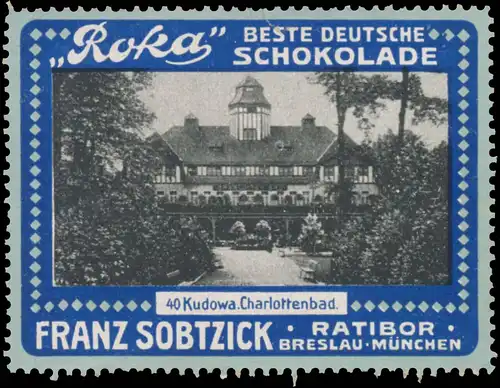 „Roka"
BESTE DEUTSCHE
SCHOKOLADE
40 Kudowa. Charlottenbad.
FRANZ SOBTZICK · RATIBOR ·
BRESLAU · MÜNCHEN